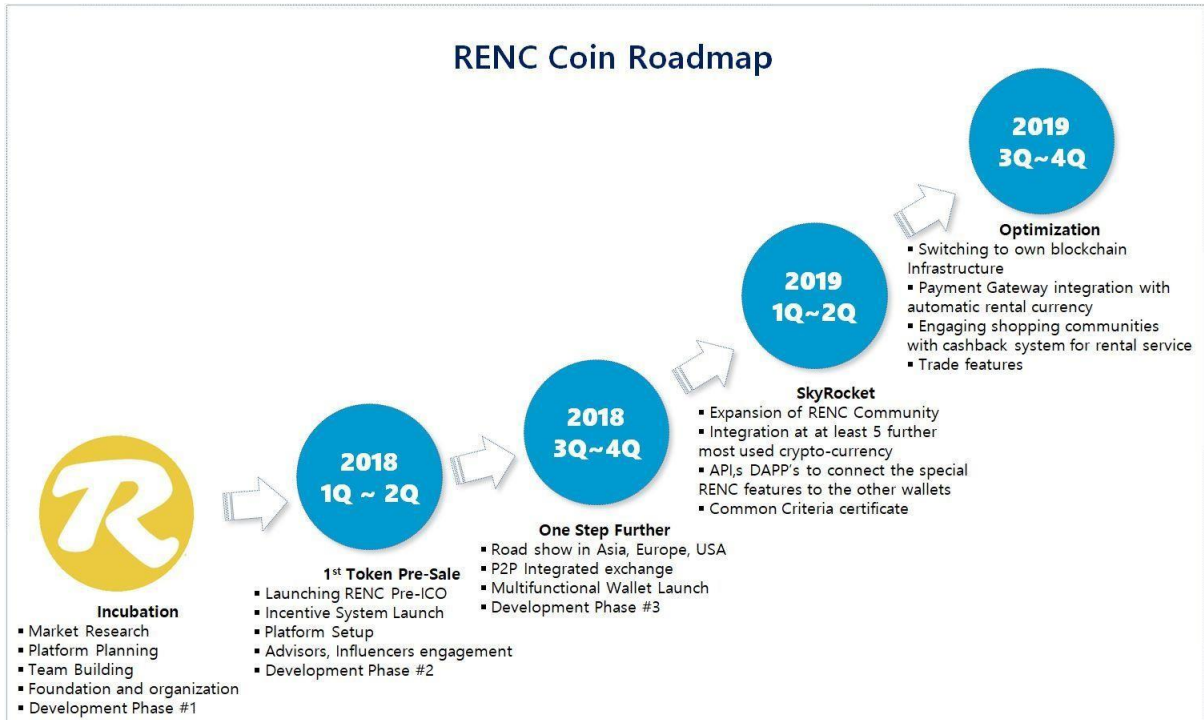 RENC Coin Roadmap
R
Incubation
▪ Market Research
▪ Platform Planning
▪ Team Building
▪ Foundation and organization
▪ Development Phase #1
2018
1Q ~ 2Q
1st Token Pre-Sale
▪ Launching RENC Pre-ICO
▪ Incentive System Launch
▪ Platform Setup
▪ Advisors, Influencers engagement
▪ Development Phase #2
2018
3Q~4Q
One Step Further
▪ Road show in Asia, Europe, USA
▪ P2P Integrated exchange
▪ Multifunctional Wallet Launch
▪ Development Phase #3
2019
1Q~2Q
SkyRocket
▪ Expansion of RENC Community
▪ Integration at at least 5 further
most used crypto-currency
▪ API,s DAPP's to connect the special
RENC features to the other wallets
▪ Common Criteria certificate
2019
3Q~4Q
Optimization
▪ Switching to own blockchain
Infrastructure
▪ Payment Gateway integration with
automatic rental currency
▪ Engaging shopping communities
with cashback system for rental service
▪ Trade features